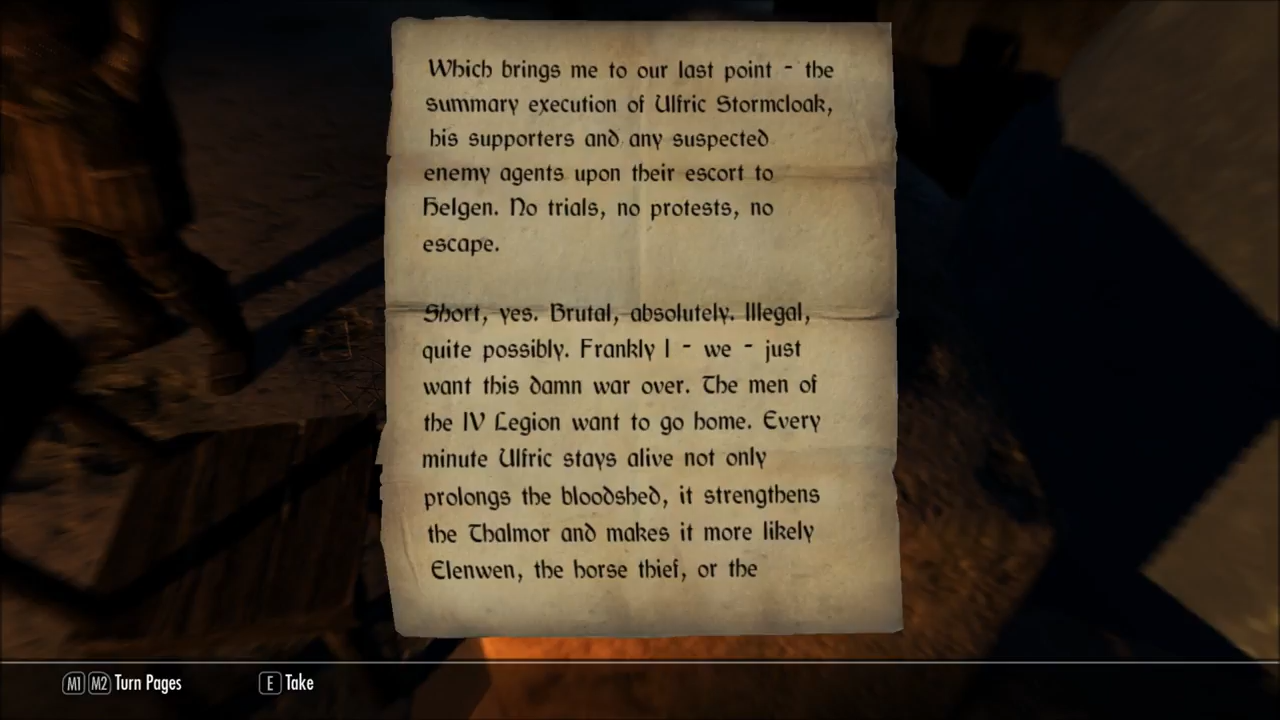 Which brings me to our last point - the
summary execution of Ulfric Stormcloak,
his supporters and any suspected
enemy agents upon their escort to
Helgen. No trials, no protests, no
escape.
Short, yes. Brutal, absolutely. Illegal,
quite possibly. Frankly I - we - just
want this damn war over. The men of
the IV Legion want to go home. Every
minute Ulfric stays alive not only
prolongs the bloodshed, it strengthens
the Thalmor and makes it more likely
Elenwen, the horse thief, or the
M1 M2 Turn Pages
E Take